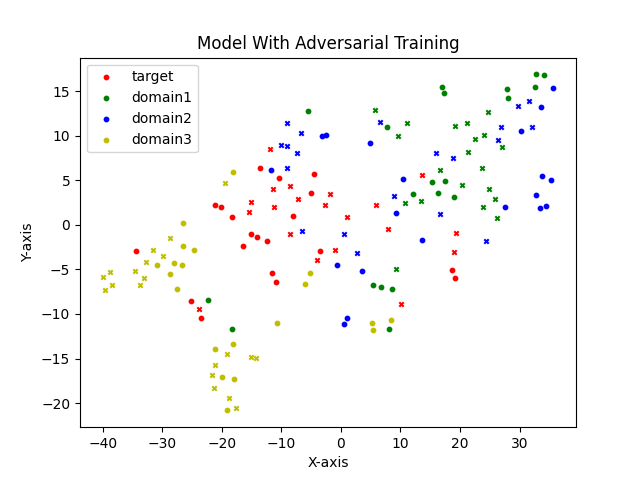 Model With Adversarial Training
target
domain1
domain2
domain3
Y-axis
15
10
5
0
−5
−10
−15
−20
−40 −30 −20 −10 0 10 20 30
X-axis